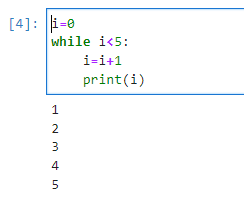 [4]: i=0
while i<5:
    i=i+1
    print(i)
1
2
3
4
5